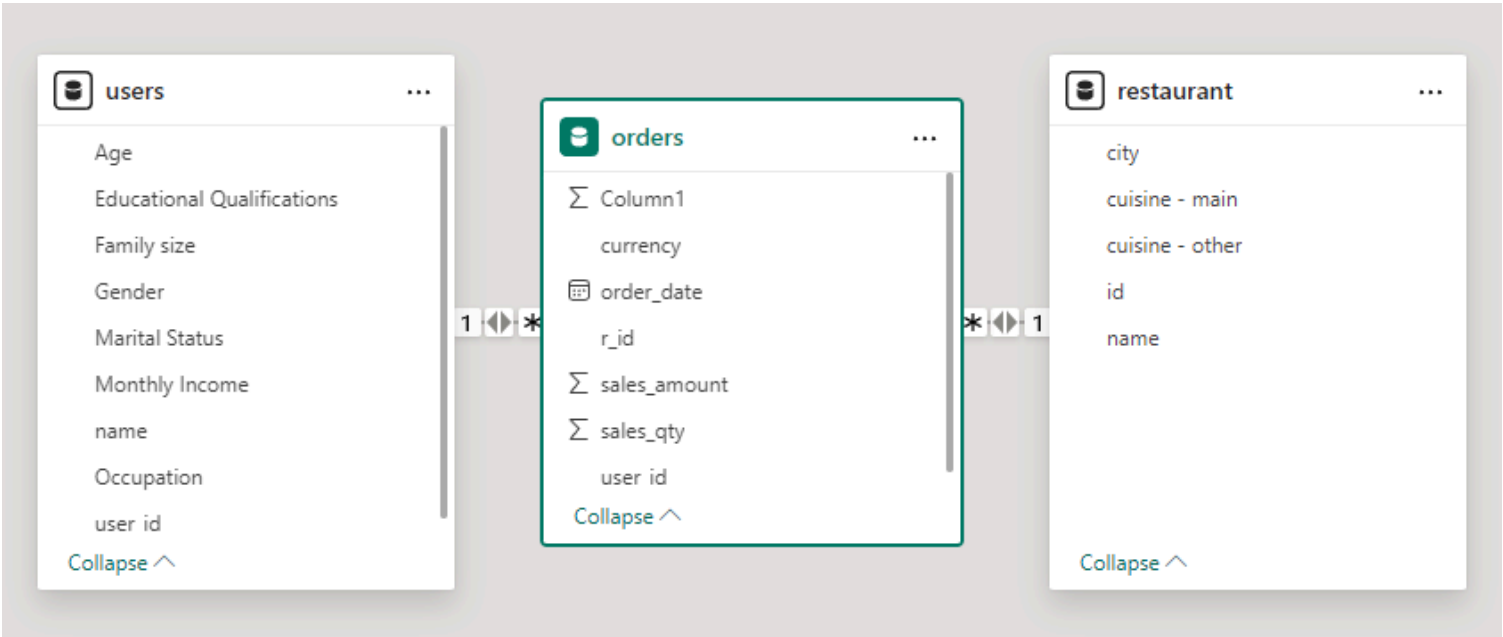 users
...
Age
Educational Qualifications
Family size
Gender
Marital Status
Monthly Income
name
Occupation
user id
Collapse
1
*
orders
...
Σ Column1
currency
order_date
r_id
Σ sales_amount
Σ sales_qty
user id
Collapse
*
1
restaurant
...
city
cuisine - main
cuisine - other
id
name
Collapse